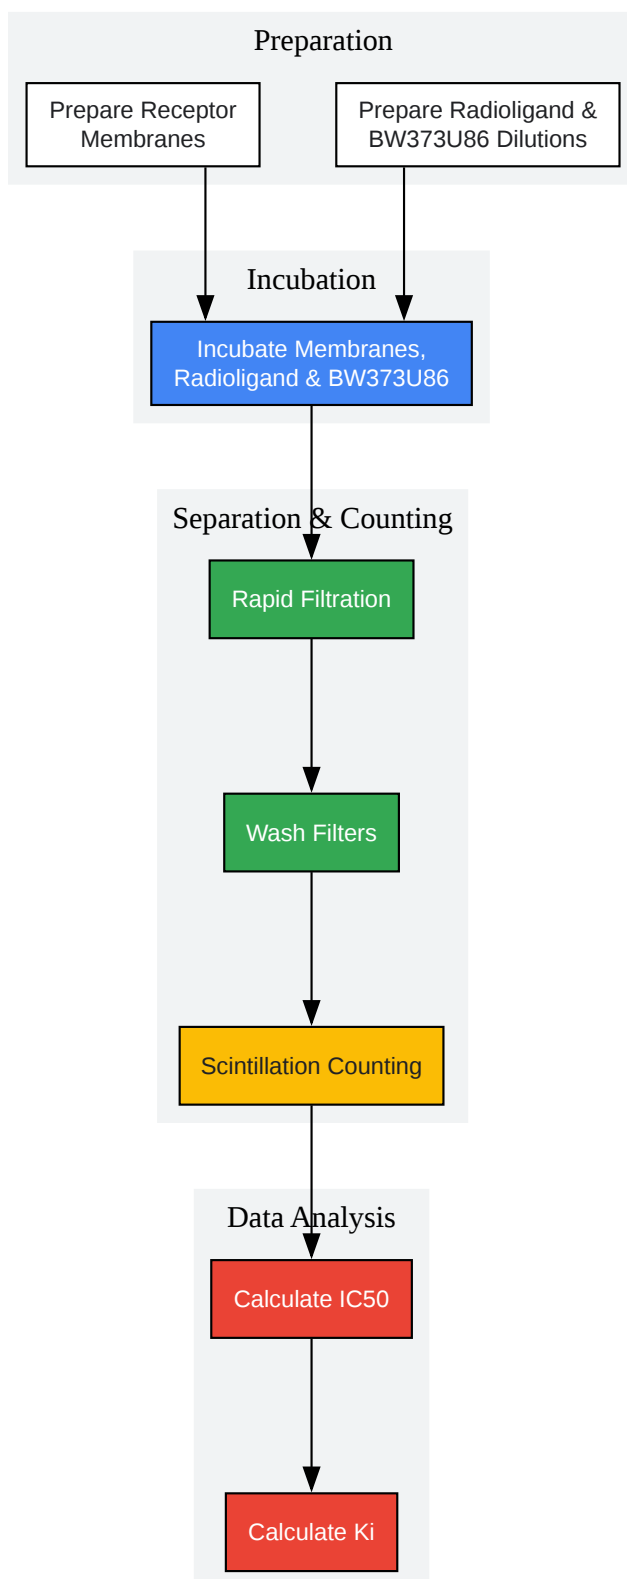 Preparation
Prepare Receptor
Membranes
Prepare Radioligand &
BW373U86 Dilutions
Incubation
Incubate Membranes,
Radioligand & BW373U86
Separation & Counting
Rapid Filtration
Wash Filters
Scintillation Counting
Data Analysis
Calculate IC50
Calculate Ki